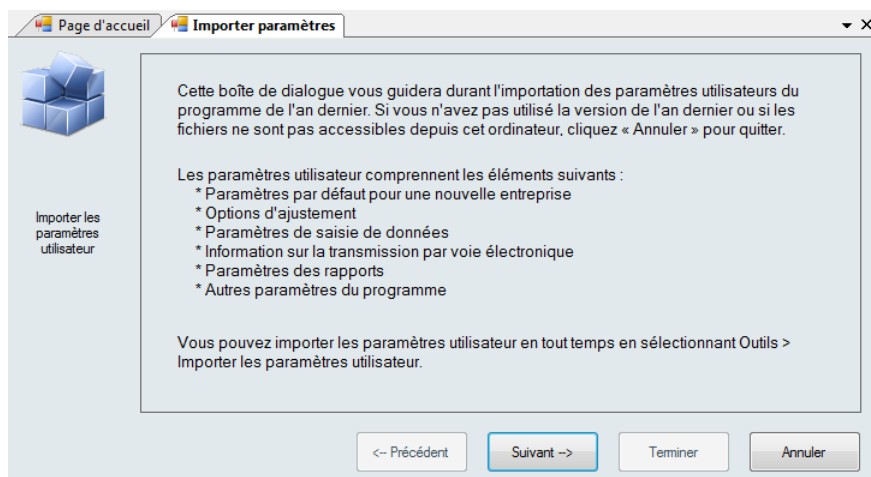 Page d'accueil
Importer paramètres
Cette boîte de dialogue vous guidera durant l'importation des paramètres utilisateurs du
programme de l'an dernier. Si vous n'avez pas utilisé la version de l'an dernier ou si les
fichiers ne sont pas accessibles depuis cet ordinateur, cliquez « Annuler » pour quitter.
Les paramètres utilisateur comprennent les éléments suivants :
* Paramètres par défaut pour une nouvelle entreprise
* Options d'ajustement
* Paramètres de saisie de données
* Information sur la transmission par voie électronique
* Paramètres des rapports
* Autres paramètres du programme
Vous pouvez importer les paramètres utilisateur en tout temps en sélectionnant Outils >
Importer les paramètres utilisateur.
Importer les
paramètres
utilisateur
<-- Précédent
Suivant -->
Terminer
Annuler